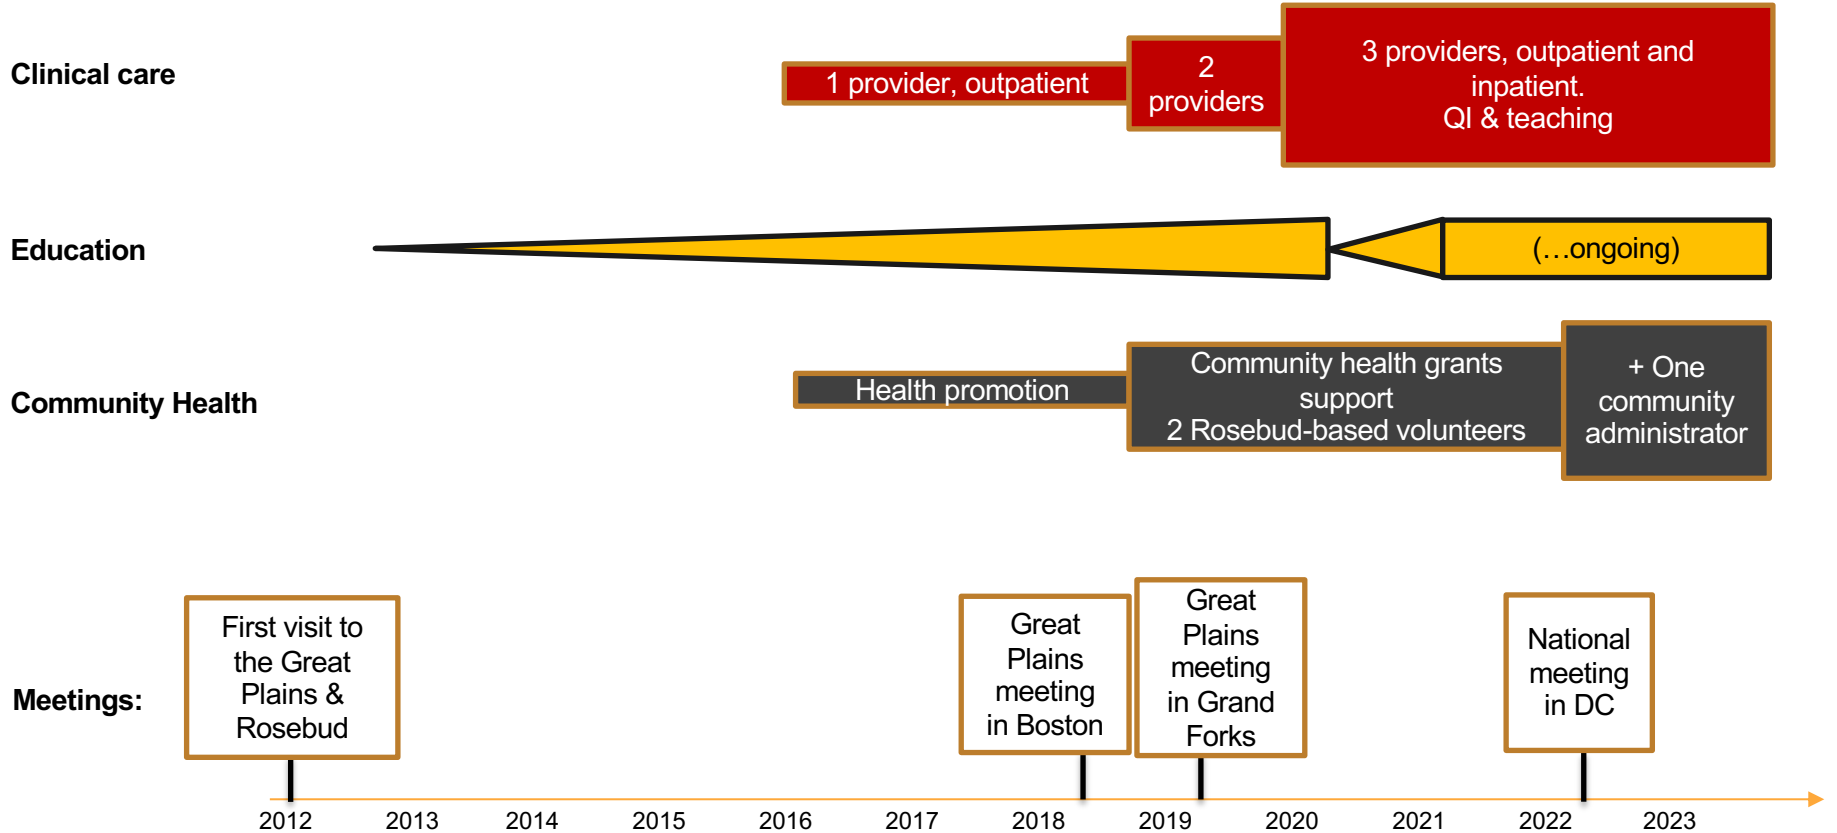 Clinical care
1 provider, outpatient
2
providers
3 providers, outpatient and
inpatient.
QI & teaching
Education
(…ongoing)
Community Health
Health promotion
Community health grants
support
2 Rosebud-based volunteers
+ One
community
administrator
Meetings:
First visit to
the Great
Plains &
Rosebud
Great
Plains
meeting
in Boston
Great
Plains
meeting
in Grand
Forks
National
meeting
in DC
2012 2013 2014 2015 2016 2017 2018 2019 2020 2021 2022 2023